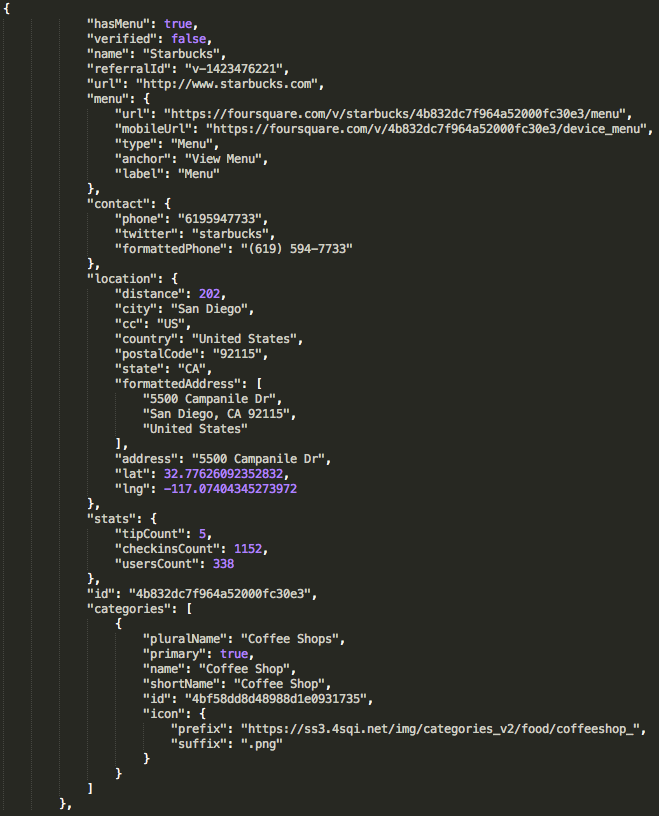 {
"hasMenu": true,
"verified": false,
"name": "Starbucks",
"referralId": "v-1423476221",
"url": "http://www.starbucks.com",
"menu": {
"url": "https://foursquare.com/v/starbucks/4b832dc7f964a52000fc30e3/menu",
"mobileUrl": "https://foursquare.com/v/4b832dc7f964a52000fc30e3/device_menu",
"type": "Menu",
"anchor": "View Menu",
"label": "Menu"
},
"contact": {
"phone": "6195947733",
"twitter": "starbucks",
"formattedPhone": "(619) 594-7733"
},
"location": {
"distance": 202,
"city": "San Diego",
"cc": "US",
"country": "United States",
"postalCode": "92115",
"state": "CA",
"formattedAddress": [
"5500 Campanile Dr",
"San Diego, CA 92115",
"United States"
],
"address": "5500 Campanile Dr",
"lat": 32.77626092352832,
"lng": -117.07404345273972
},
"stats": {
"tipCount": 5,
"checkinsCount": 1152,
"usersCount": 338
},
"id": "4b832dc7f964a52000fc30e3",
"categories": [
{
"pluralName": "Coffee Shops",
"primary": true,
"name": "Coffee Shop",
"shortName": "Coffee Shop",
"id": "4bf58dd8d48988d1e0931735",
"icon": {
"prefix": "https://ss3.4sqi.net/img/categories_v2/food/coffeeshop_",
"suffix": ".png"
}
}
]
},